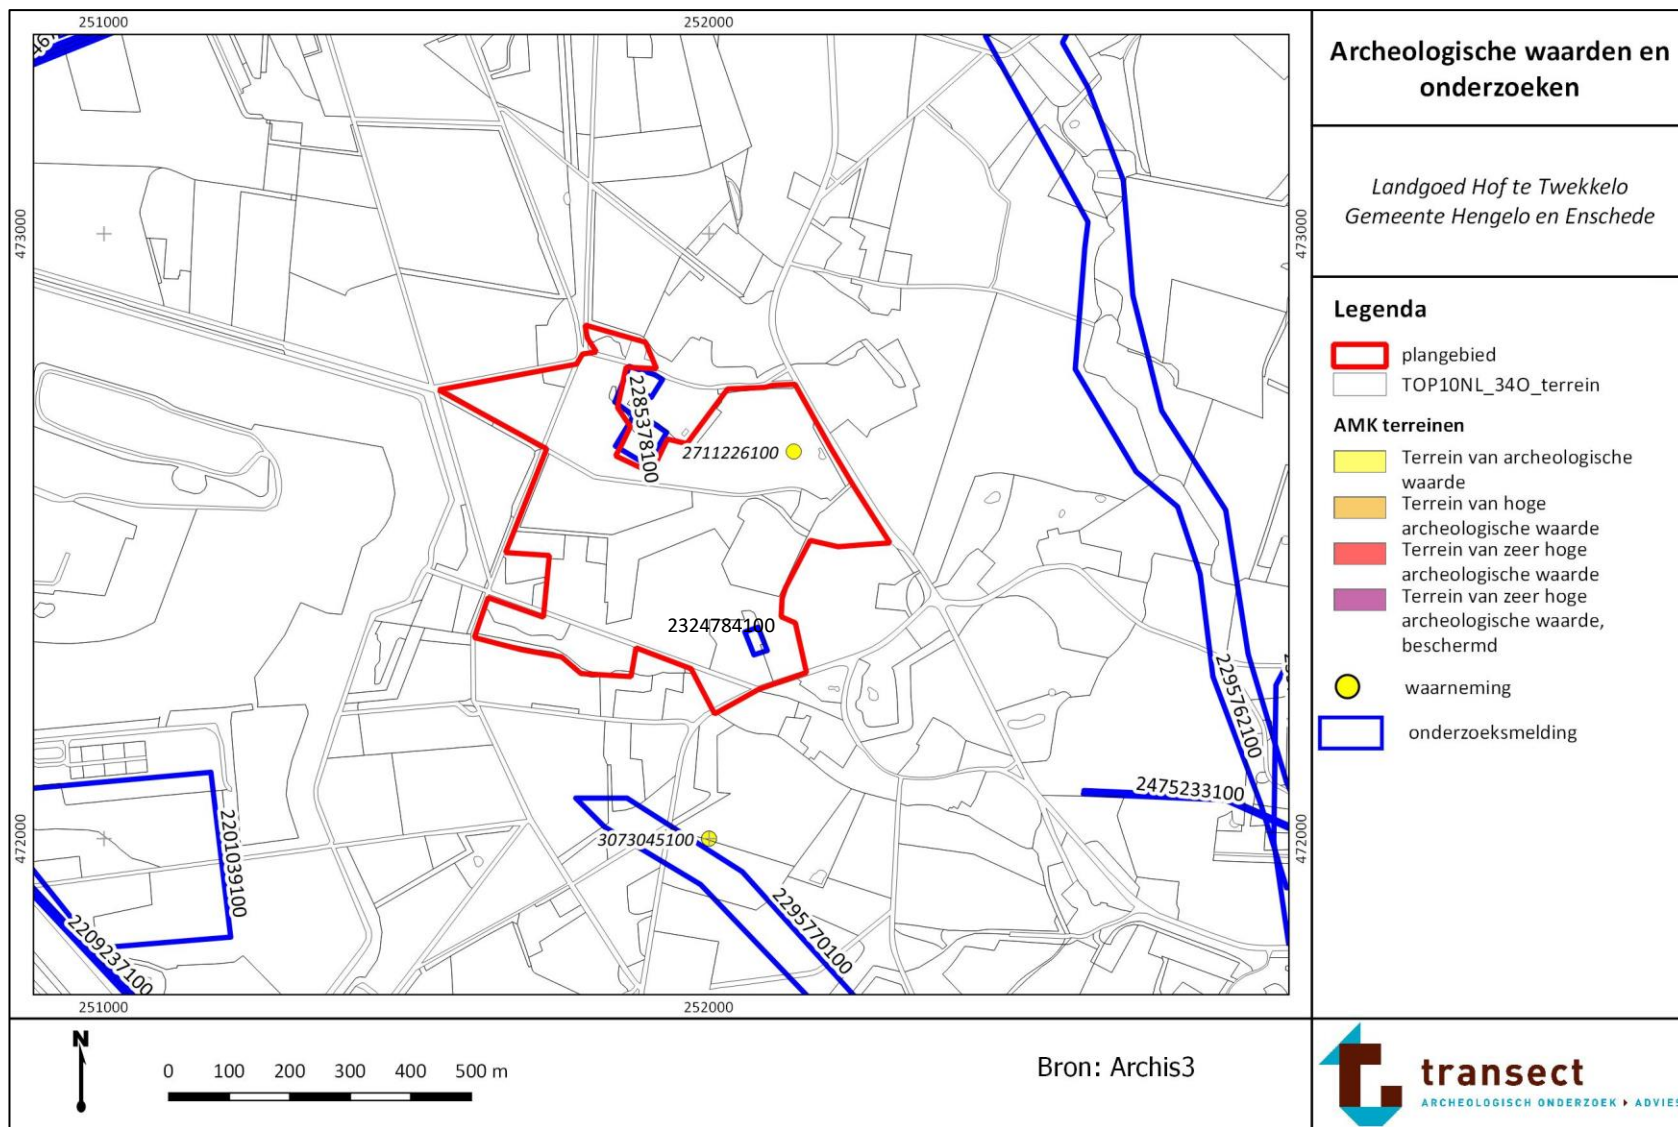 251000
252000
467
473000
473000
2285378100
2711226100
2324784100
2295762100
2475233100
472000
472000
3073045100
2201039100
2295770100
2209237100
251000
252000
Archeologische waarden en
onderzoeken
Landgoed Hof te Twekkelo
Gemeente Hengelo en Enschede
Legenda
plangebied
TOP10NL_34O_terrein
AMK terreinen
Terrein van archeologische
waarde
Terrein van hoge
archeologische waarde
Terrein van zeer hoge
archeologische waarde
Terrein van zeer hoge
archeologische waarde,
beschermd
waarneming
onderzoeksmelding
N
0 100 200 300 400 500 m
Bron: Archis3
transect
ARCHEOLOGISCH ONDERZOEK ▸ ADVIES